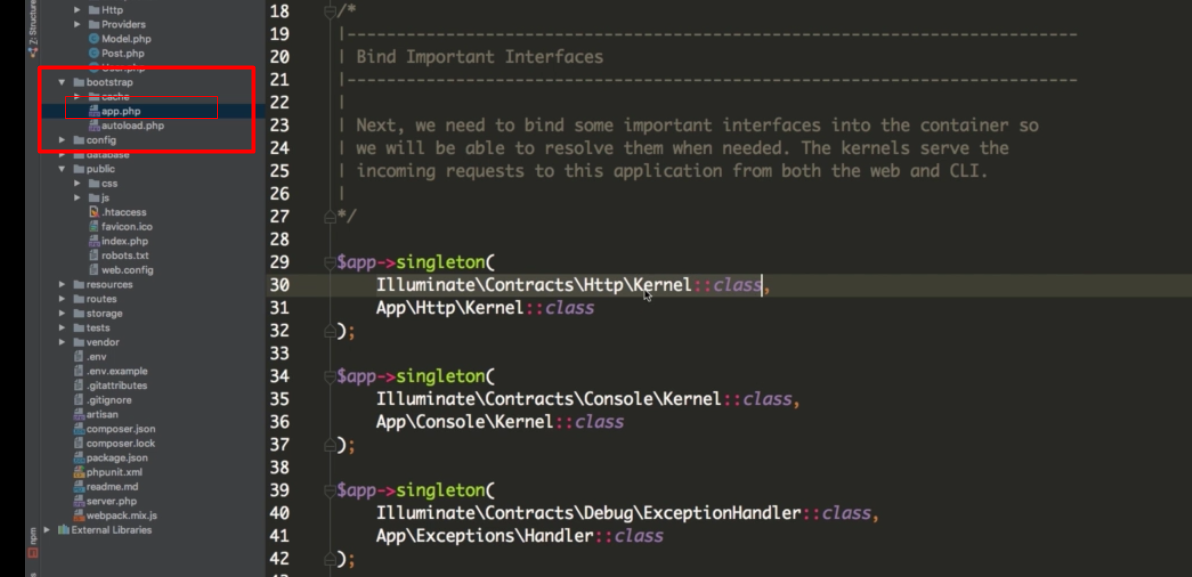 Z: Structure
Http
Providers
Model.php
Post.php
User.php
bootstrap
cache
app.php
autoload.php
config
database
public
css
js
.htaccess
favicon.ico
index.php
robots.txt
web.config
resources
routes
storage
tests
vendor
.env
.env.example
.gitattributes
.gitignore
artisan
composer.json
composer.lock
package.json
phpunit.xml
readme.md
server.php
webpack.mix.js
External Libraries
npm
18 /*
19 |--------------------------------------------------------------------------
20 | Bind Important Interfaces
21 |--------------------------------------------------------------------------
22 |
23 | Next, we need to bind some important interfaces into the container so
24 | we will be able to resolve them when needed. The kernels serve the
25 | incoming requests to this application from both the web and CLI.
26 |
27 */
28
29 $app->singleton(
30 Illuminate\Contracts\Http\Kernel::class,
31 App\Http\Kernel::class
32 );
33
34 $app->singleton(
35 Illuminate\Contracts\Console\Kernel::class,
36 App\Console\Kernel::class
37 );
38
39 $app->singleton(
40 Illuminate\Contracts\Debug\ExceptionHandler::class,
41 App\Exceptions\Handler::class
42 );